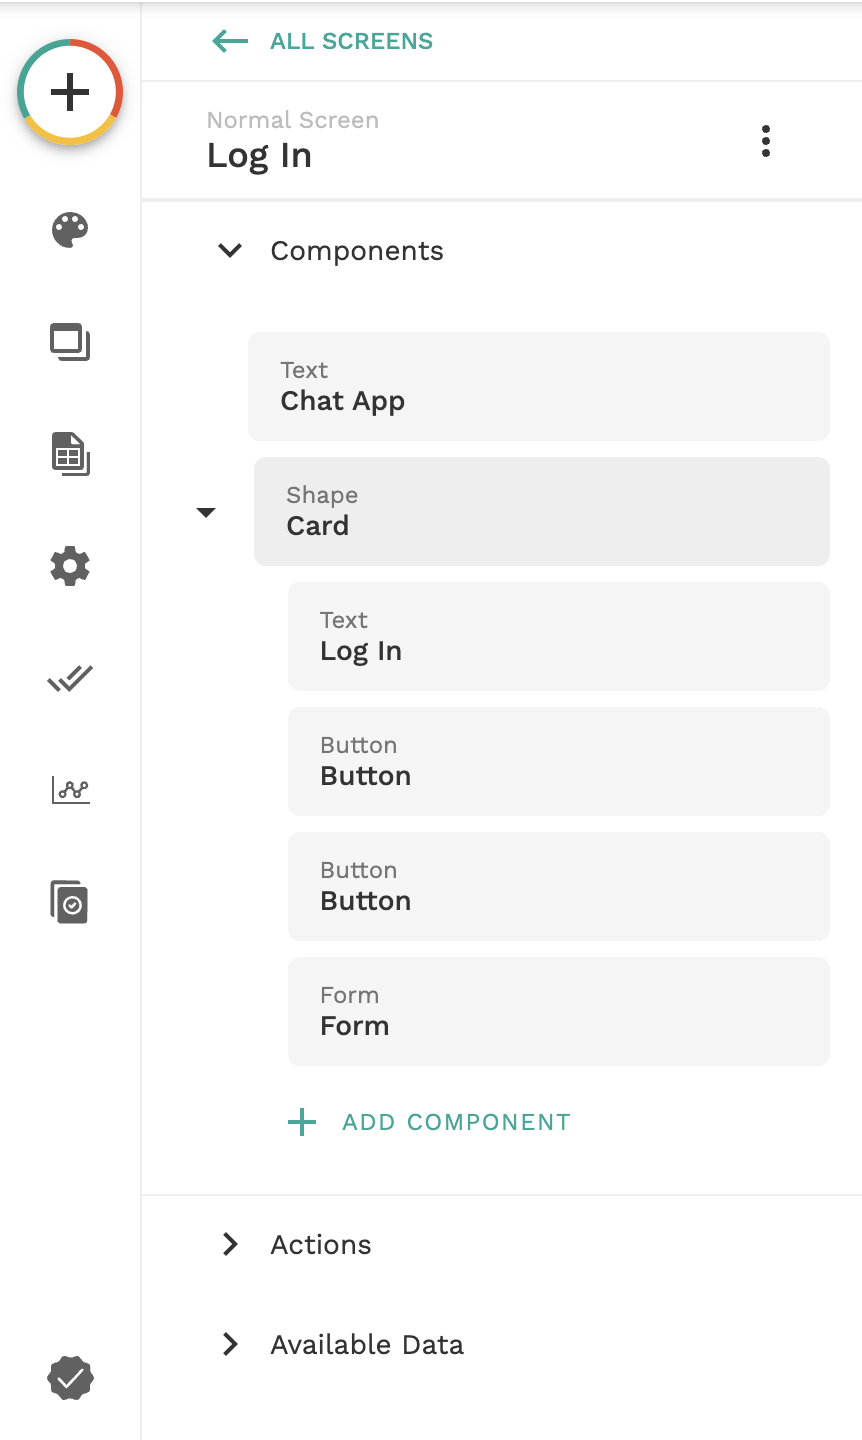 ALL SCREENS
Normal Screen
Log In
Components
Text
Chat App
Shape
Card
Text
Log In
Button
Button
Button
Button
Form
Form
ADD COMPONENT
Actions
Available Data